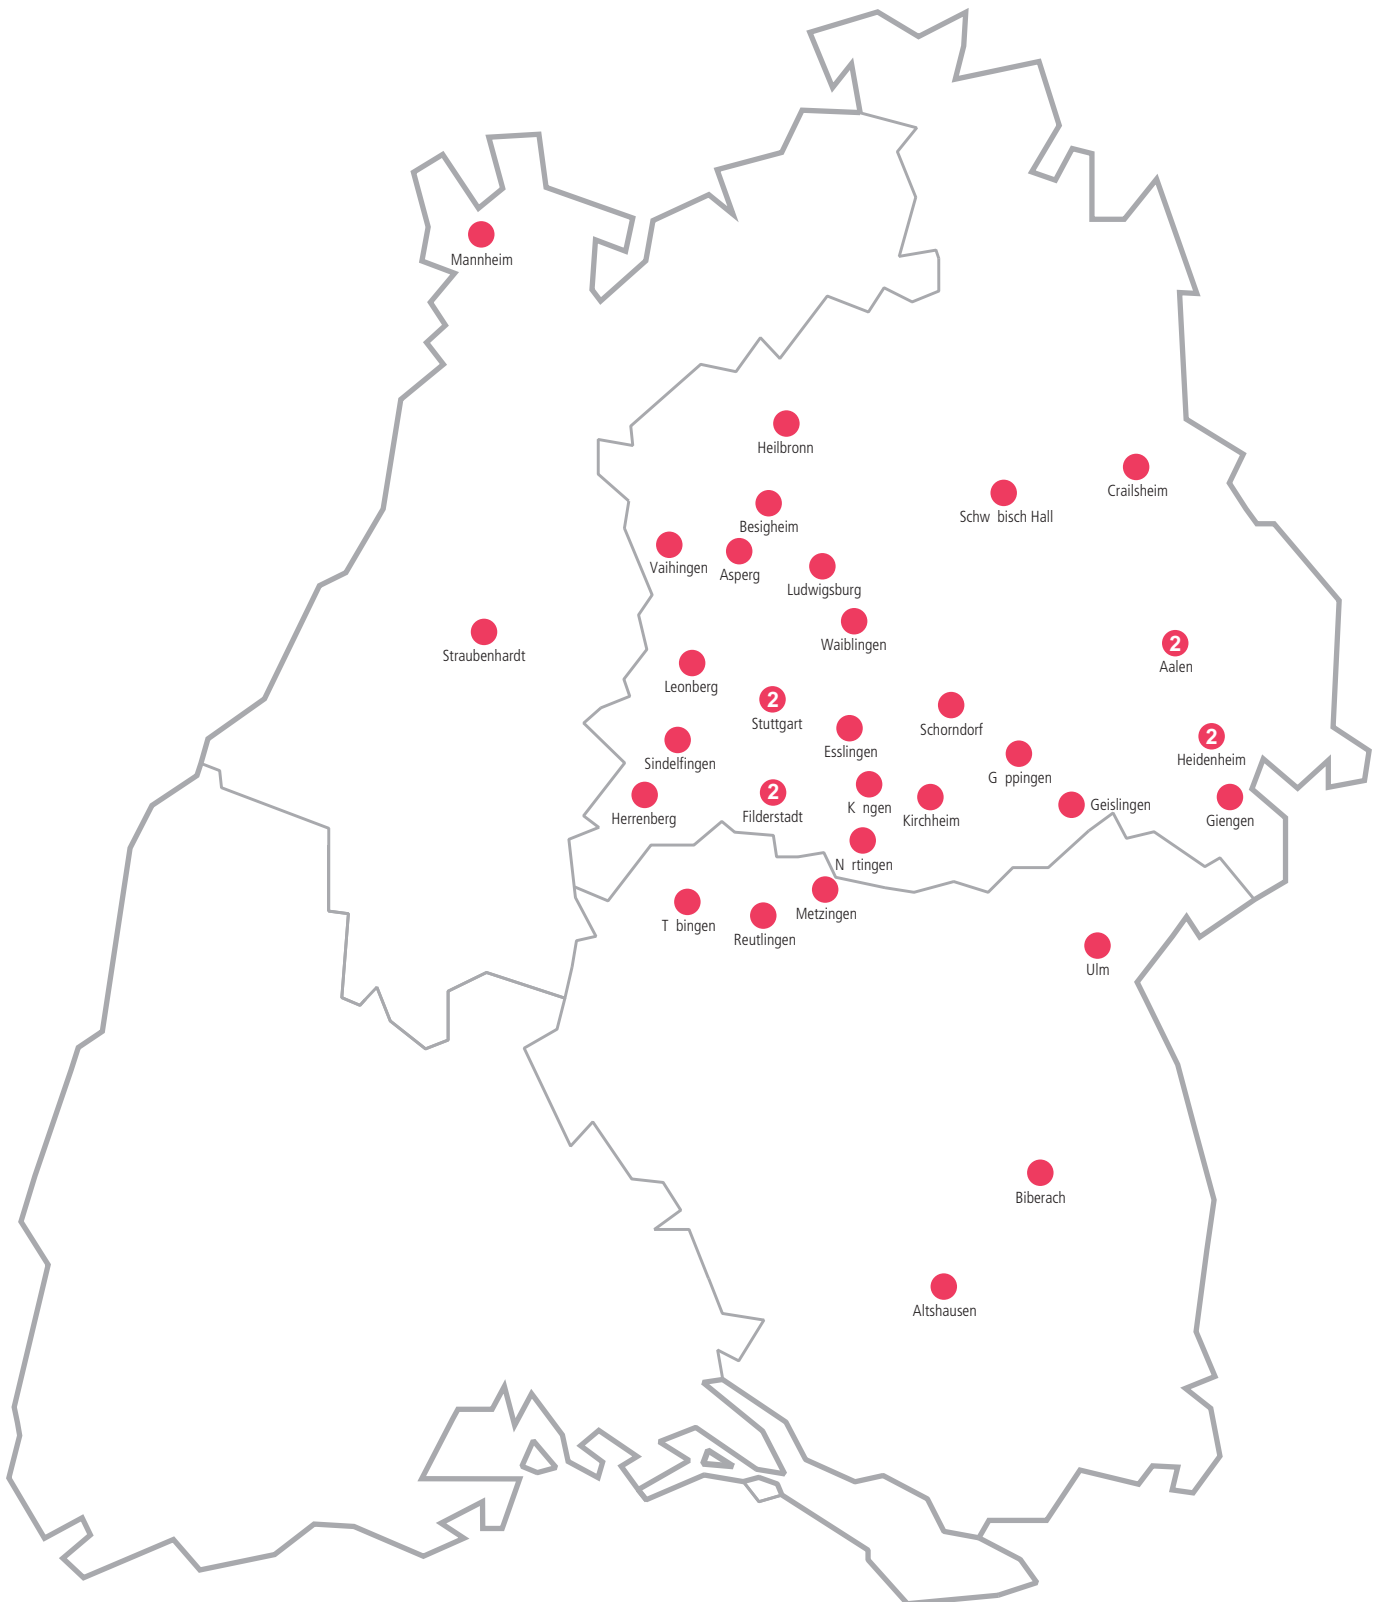 Mannheim
Heilbronn
Crailsheim
Schw bisch Hall
Besigheim
Vaihingen
Asperg
Ludwigsburg
Waiblingen
Straubenhardt
2
Aalen
Leonberg
2
Stuttgart
Schorndorf
Esslingen
2
Heidenheim
Sindelfingen
G ppingen
K ngen
Kirchheim
Geislingen
Giengen
Herrenberg
2
Filderstadt
N rtingen
Metzingen
T bingen
Reutlingen
Ulm
Biberach
Altshausen